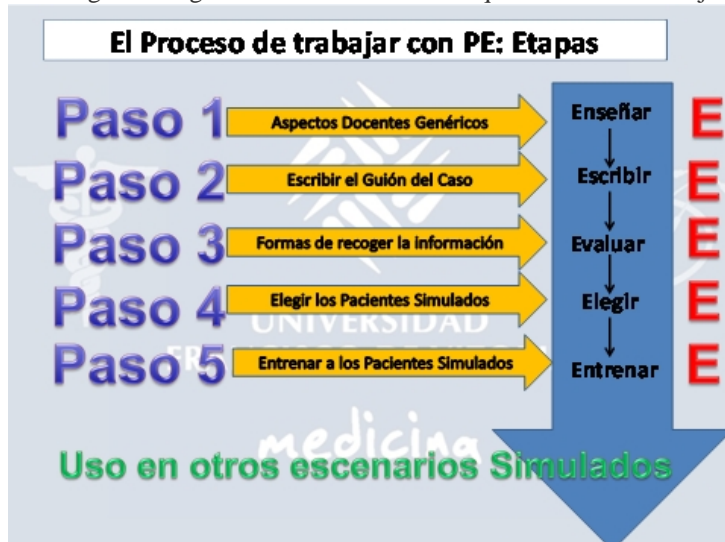 El Proceso de trabajar con PE: Etapas
Paso 1 Aspectos Docentes Genéricos Enseñar E
Paso 2 Escribir el Guión del Caso Escribir E
Paso 3 Formas de recoger la información Evaluar E
Paso 4 Elegir los Pacientes Simulados Elegir E
UNIVERSIDAD
Paso 5 Entrenar a los Pacientes Simulados Entrenar E
medicina
Uso en otros escenarios Simulados